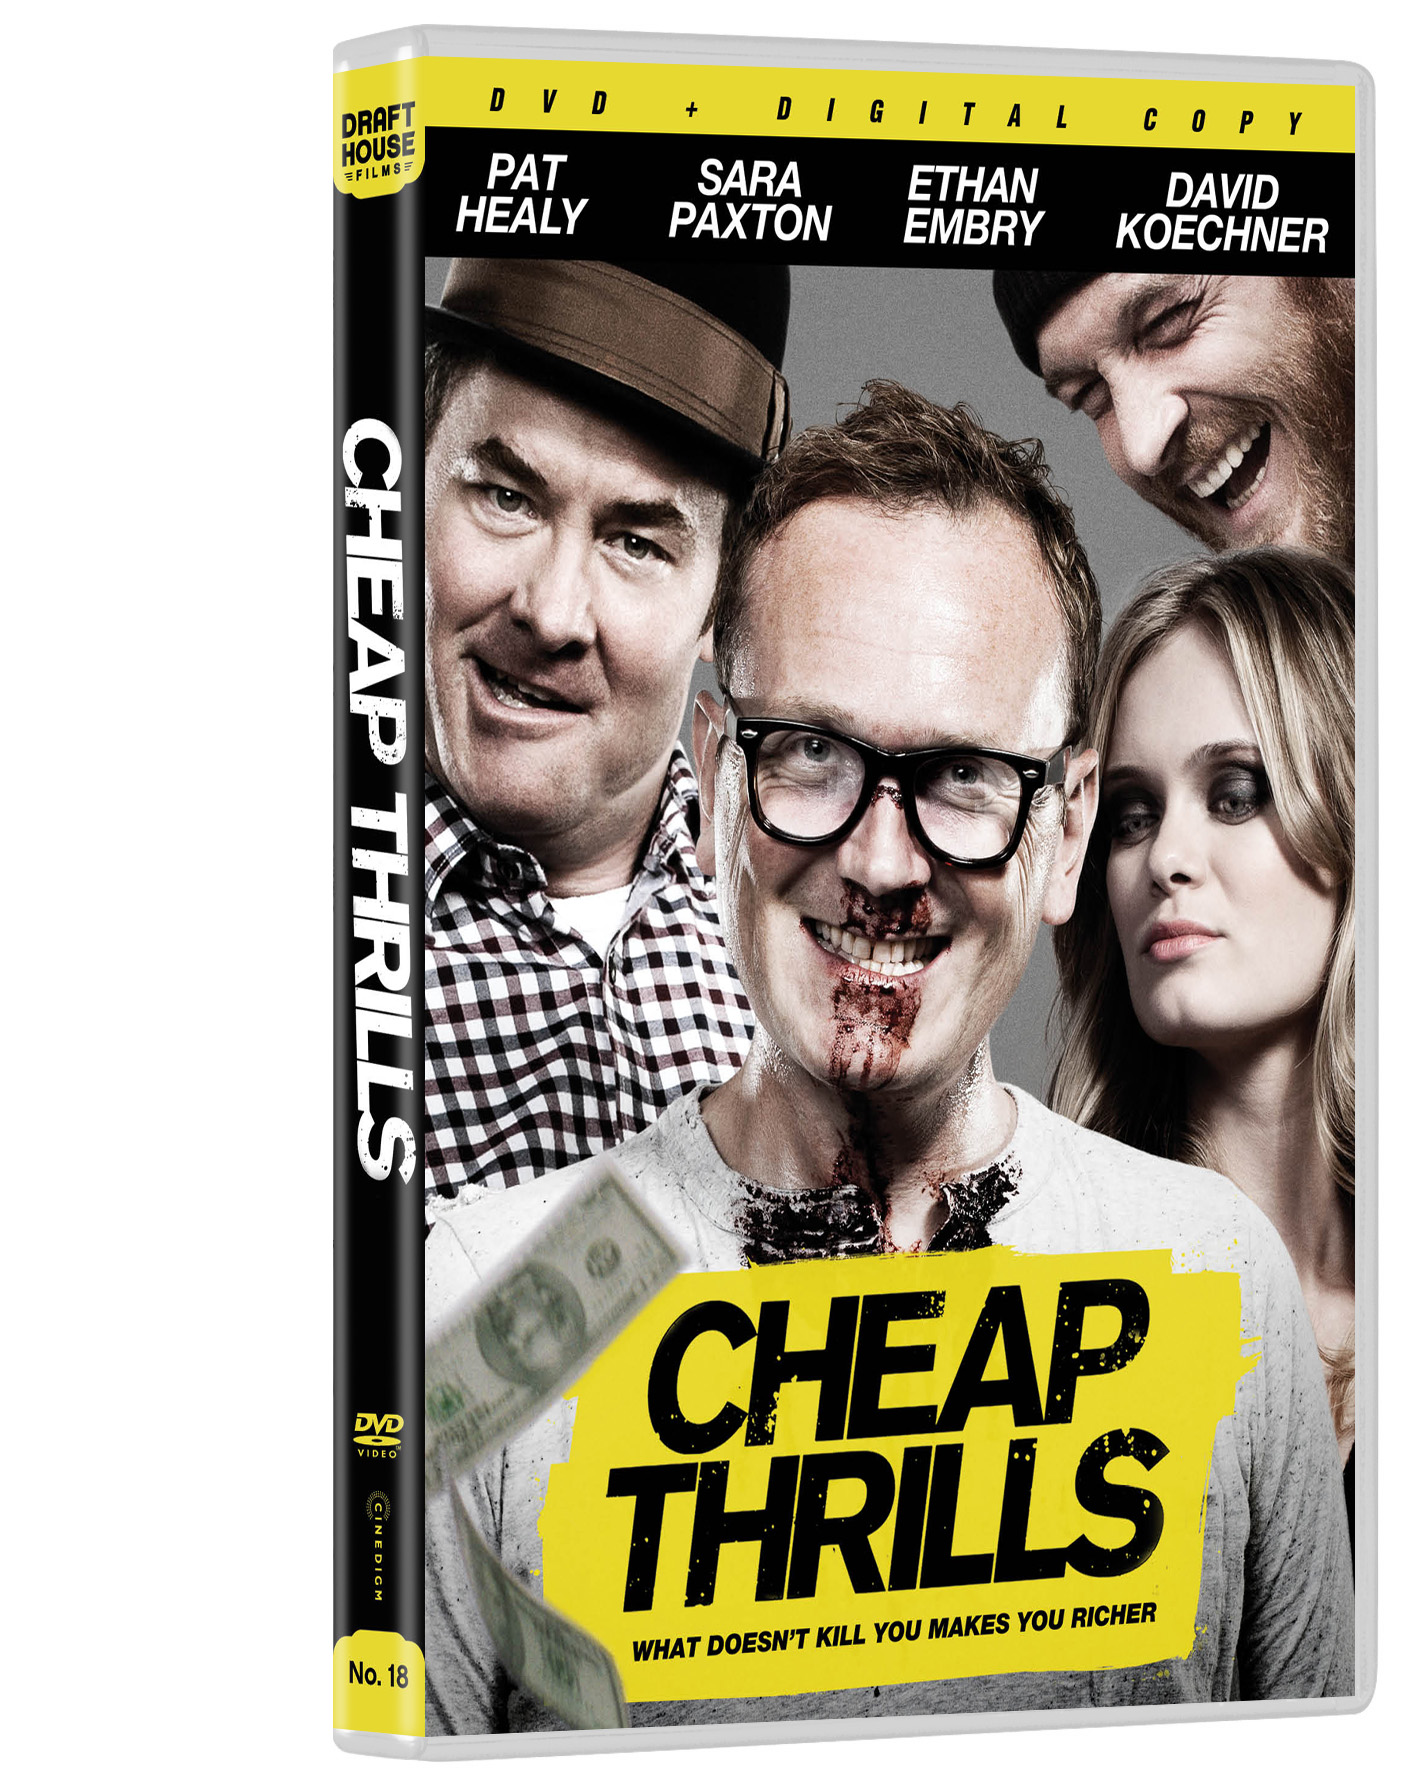 DRAFT
HOUSE
FILMS
CHEAP THRILLS
DVD
VIDEO
CINEDIGM
No. 18
DVD + DIGITAL COPY
PAT
HEALY
SARA
PAXTON
ETHAN
EMBRY
DAVID
KOECHNER
CHEAP
THRILLS
WHAT DOESN'T KILL YOU MAKES YOU RICHER